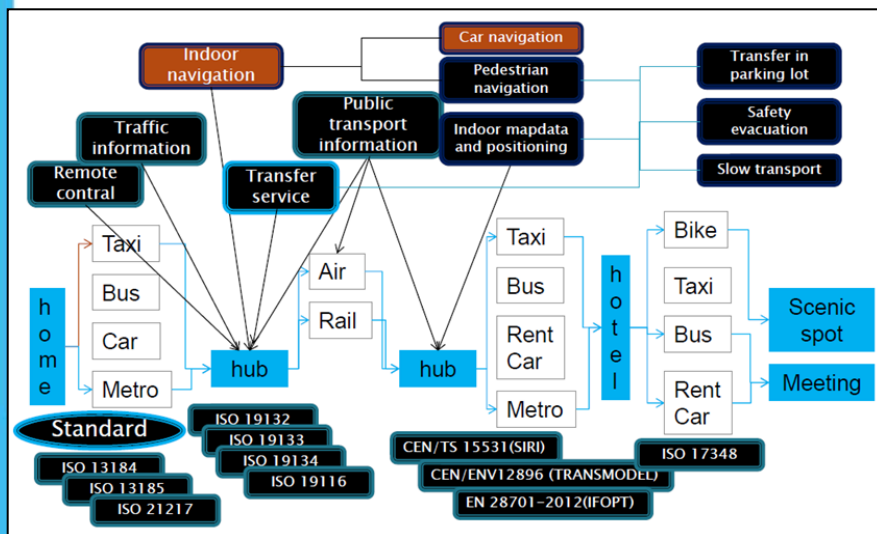 Car navigation
Indoor
navigation
Transfer in
parking lot
Pedestrian
navigation
Public
transport
information
Traffic
information
Indoor mapdata
and positioning
Safety
evacuation
Remote
contral
Transfer
service
Slow transport
Taxi
Bus
Car
Metro
home
hub
Air
Rail
hub
Taxi
Bus
Rent
Car
Metro
hotel
Bike
Taxi
Bus
Rent
Car
Scenic
spot
Meeting
Standard
ISO 13184
ISO 13185
ISO 21217
ISO 19132
ISO 19133
ISO 19134
ISO 19116
CEN/TS 15531(SIRI)
CEN/ENV12896 (TRANSMODEL)
EN 28701-2012(IFOPT)
ISO 17348